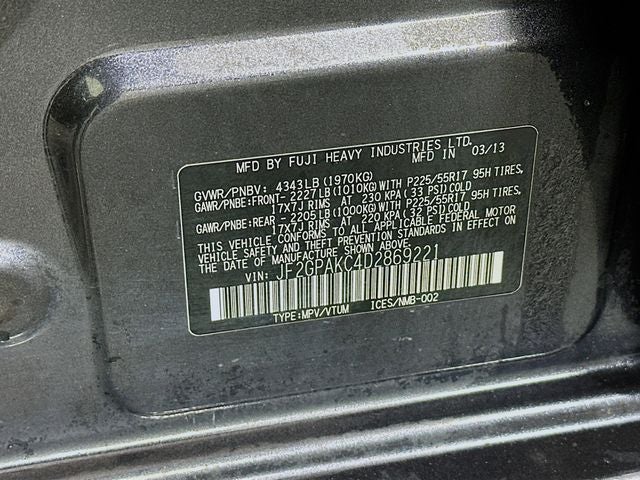 MFD BY FUJI HEAVY INDUSTRIES LTD. 03/13
GVWR/PNBV: 4343LB(1970KG)
GAWR/PNBE:FRONT- 2227LB(1010KG)WITH P225/55R17 95H TIRES,
17X7J RIMS AT 230 KPA(33 PSI)COLD
GAWR/PNBE:REAR - 2205LB(1000KG)WITH P225/55R17 95H TIRES,
17X7J RIMS AT 220 KPA(32 PSI)COLD
THIS VEHICLE CONFORMS TO ALL APPLICABLE FEDERAL MOTOR
VEHICLE SAFETY AND THEFT PREVENTION STANDARDS IN EFFECT
ON THE DATE OF MANUFACTURE SHOWN ABOVE.
VIN: JF2GPAKC4D2869221
TYPE:MPV/VTUM ICES/NMB-002